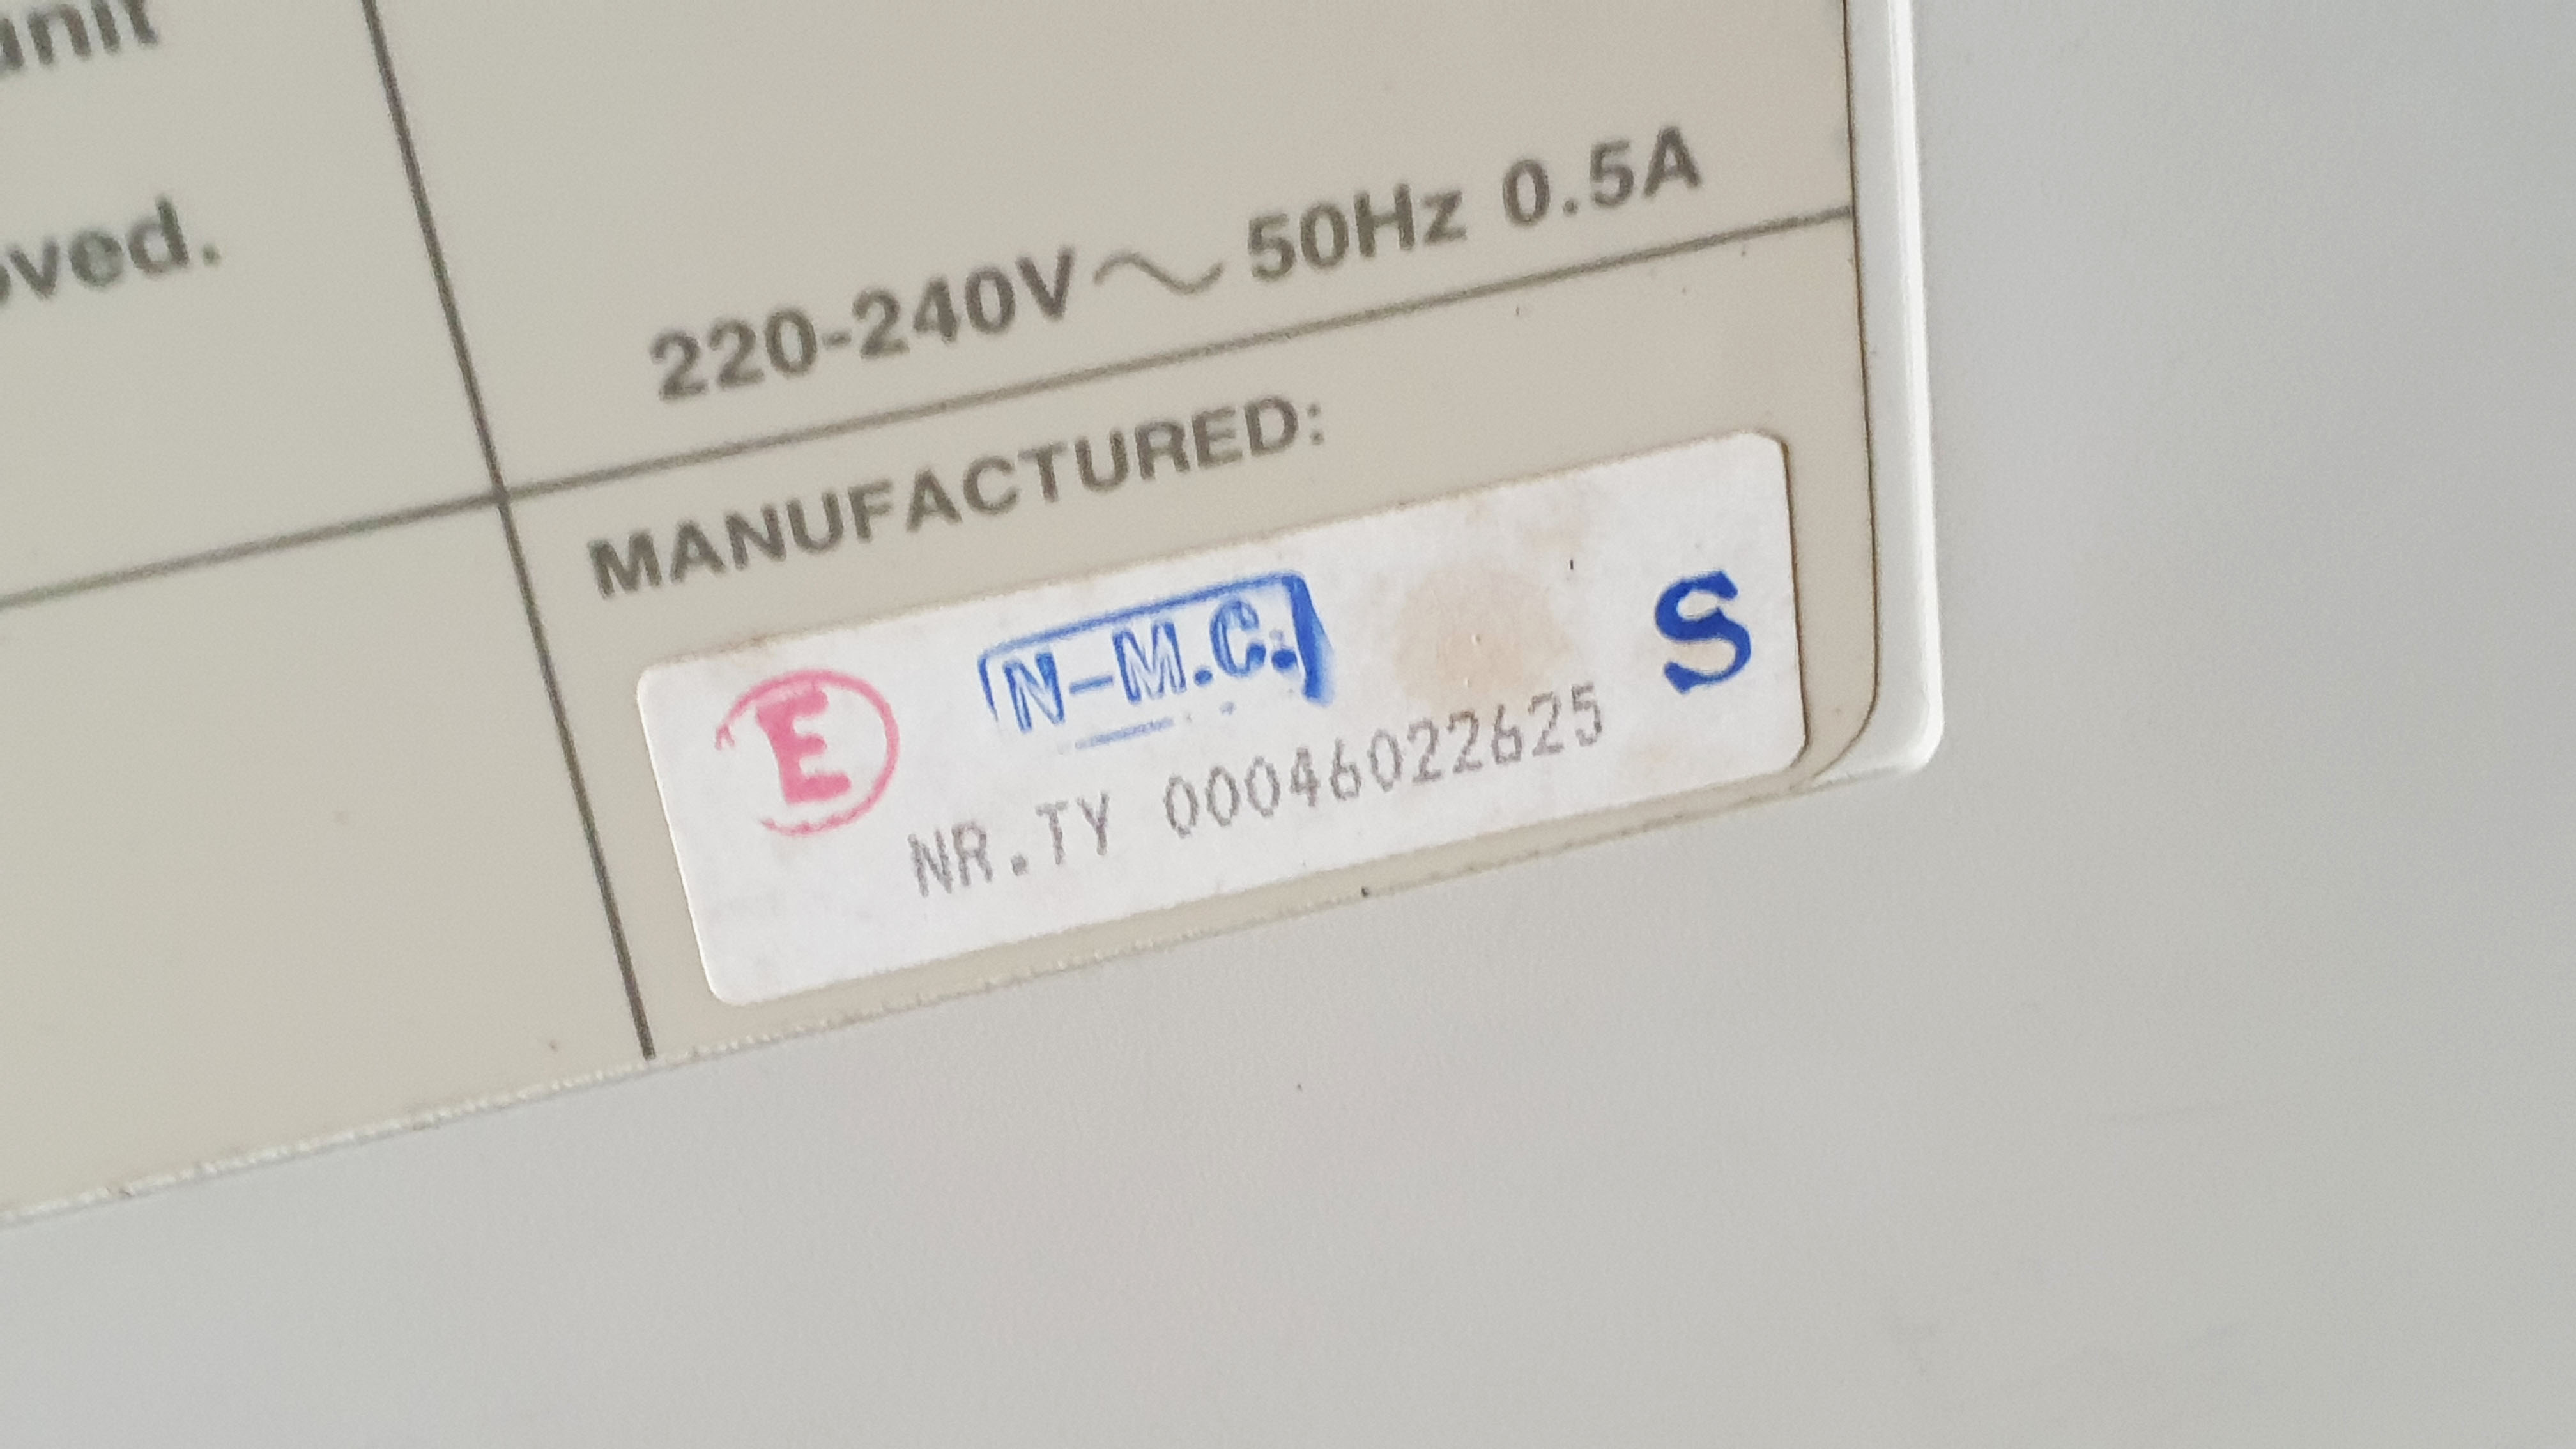 unit
oved.
220-240V～50Hz 0.5A
MANUFACTURED:
E N-M.C. S
NR.TY 00046022625